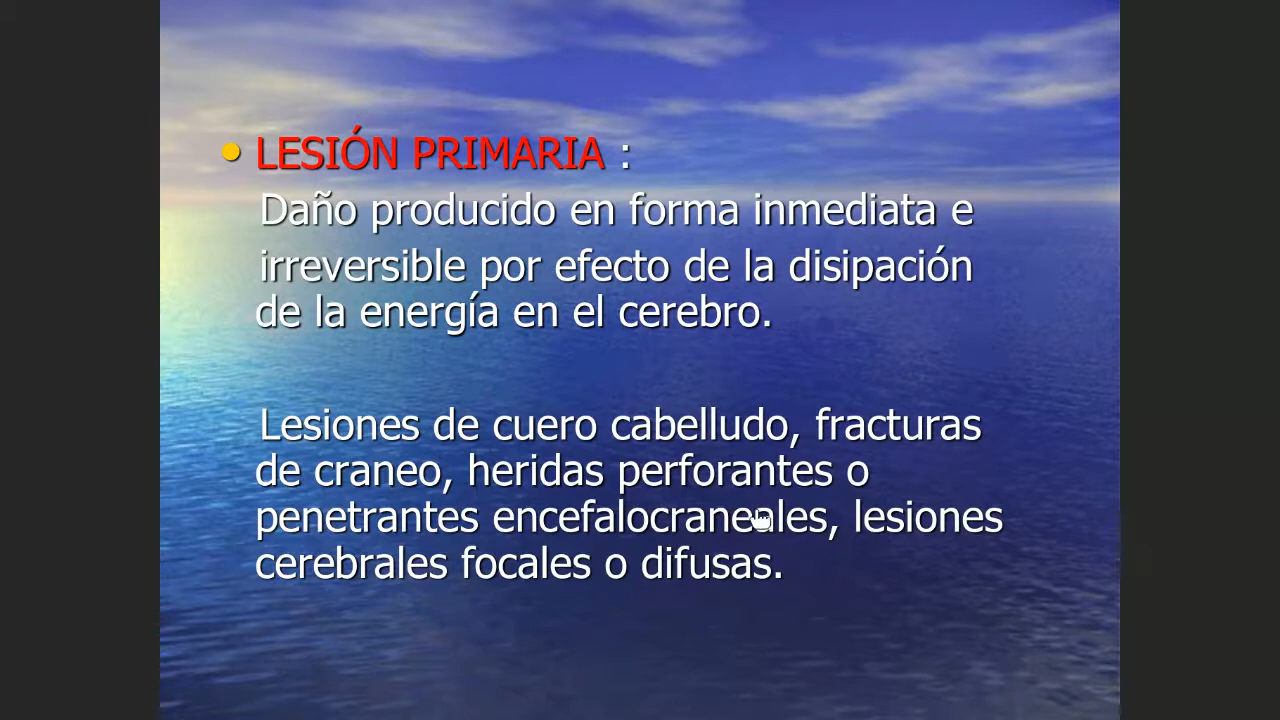 • LESIÓN PRIMARIA :
Daño producido en forma inmediata e
irreversible por efecto de la disipación
de la energía en el cerebro.
Lesiones de cuero cabelludo, fracturas
de craneo, heridas perforantes o
penetrantes encefalocraneales, lesiones
cerebrales focales o difusas.